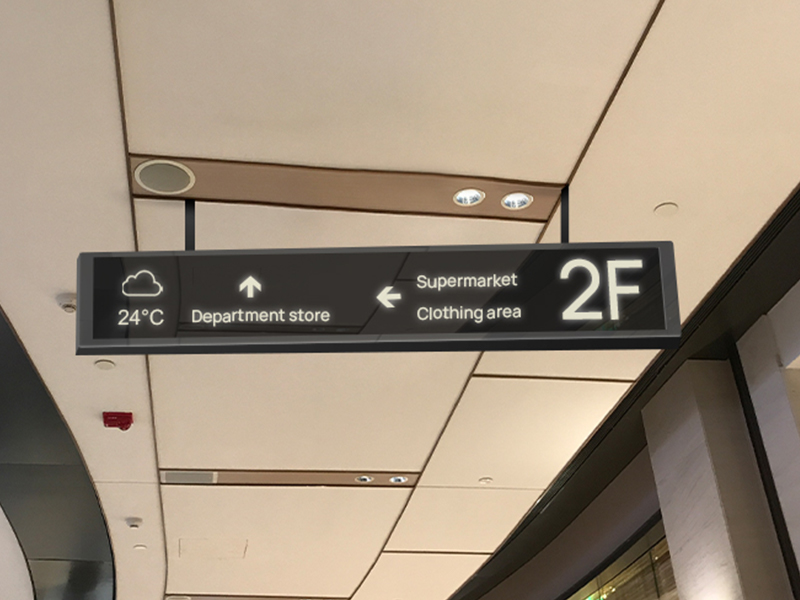 24°C
Department store
Supermarket
Clothing area
2F